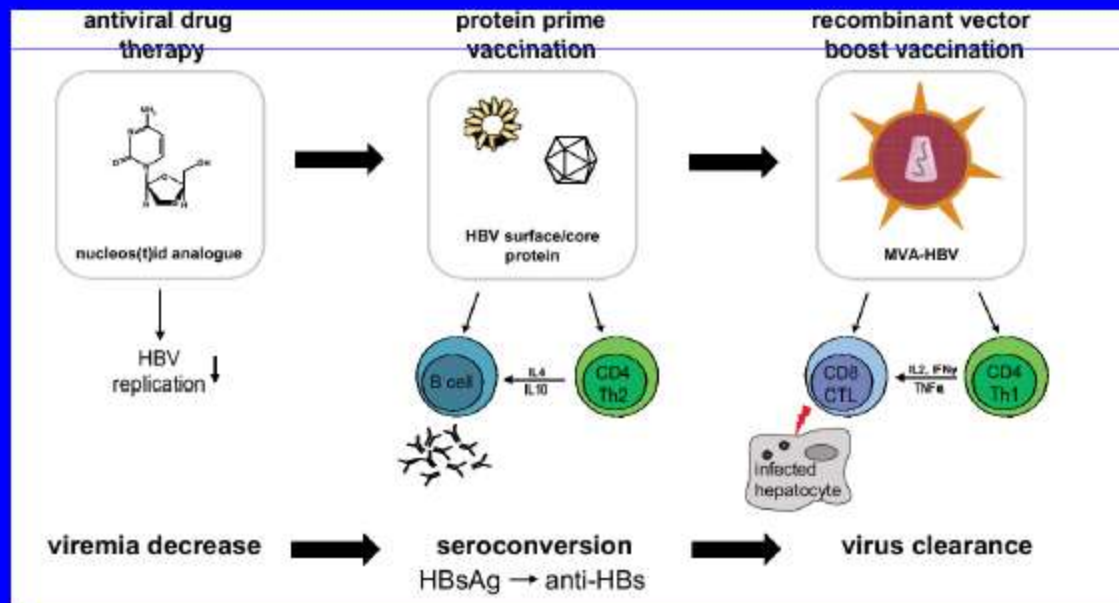 antiviral drug
therapy
protein prime
vaccination
recombinant vector
boost vaccination
NH₂
N
O
N
OH
O
H
H
nucleos(t)id analogue
HBV surface/core
protein
MVA-HBV
HBV
replication
B cell
IL4
IL10
CD4
Th2
CD8
CTL
IL2, IFNγ
TNFα
CD4
Th1
infected
hepatocyte
viremia decrease
seroconversion
HBsAg → anti-HBs
virus clearance